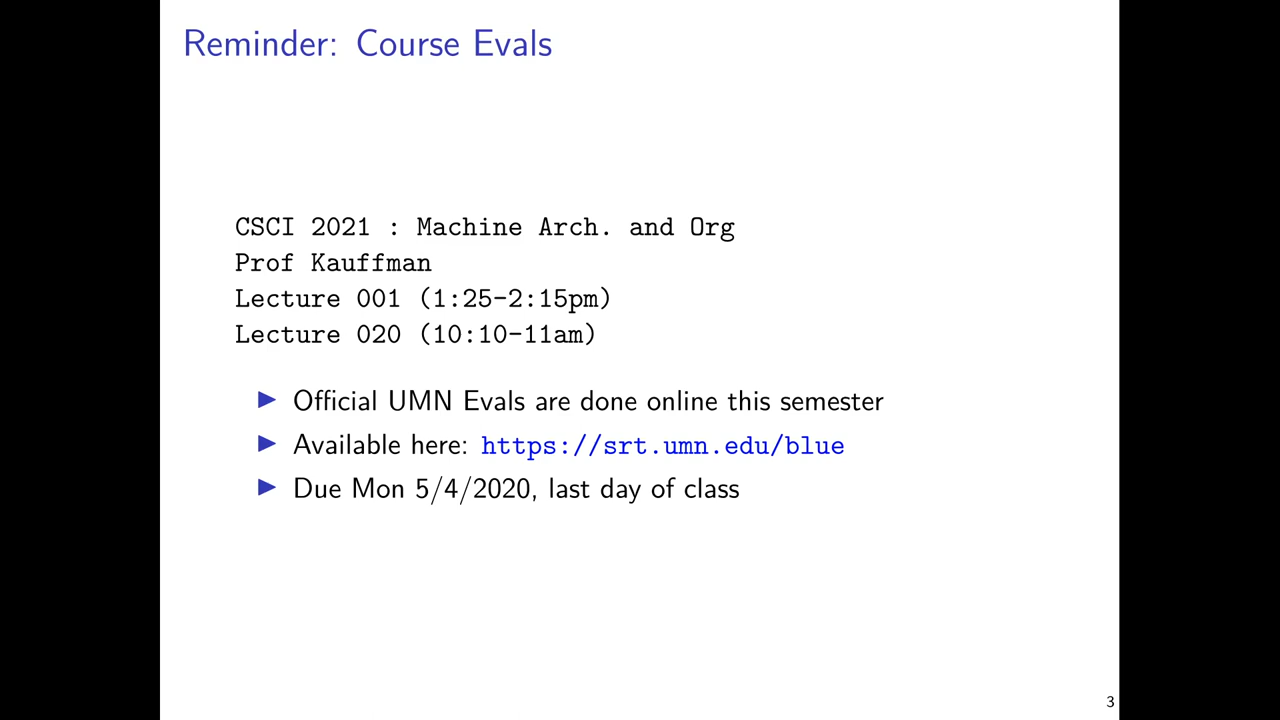 Reminder: Course Evals
CSCI 2021 : Machine Arch. and Org
Prof Kauffman
Lecture 001 (1:25-2:15pm)
Lecture 020 (10:10-11am)
▶ Official UMN Evals are done online this semester
▶ Available here: https://srt.umn.edu/blue
▶ Due Mon 5/4/2020, last day of class
3